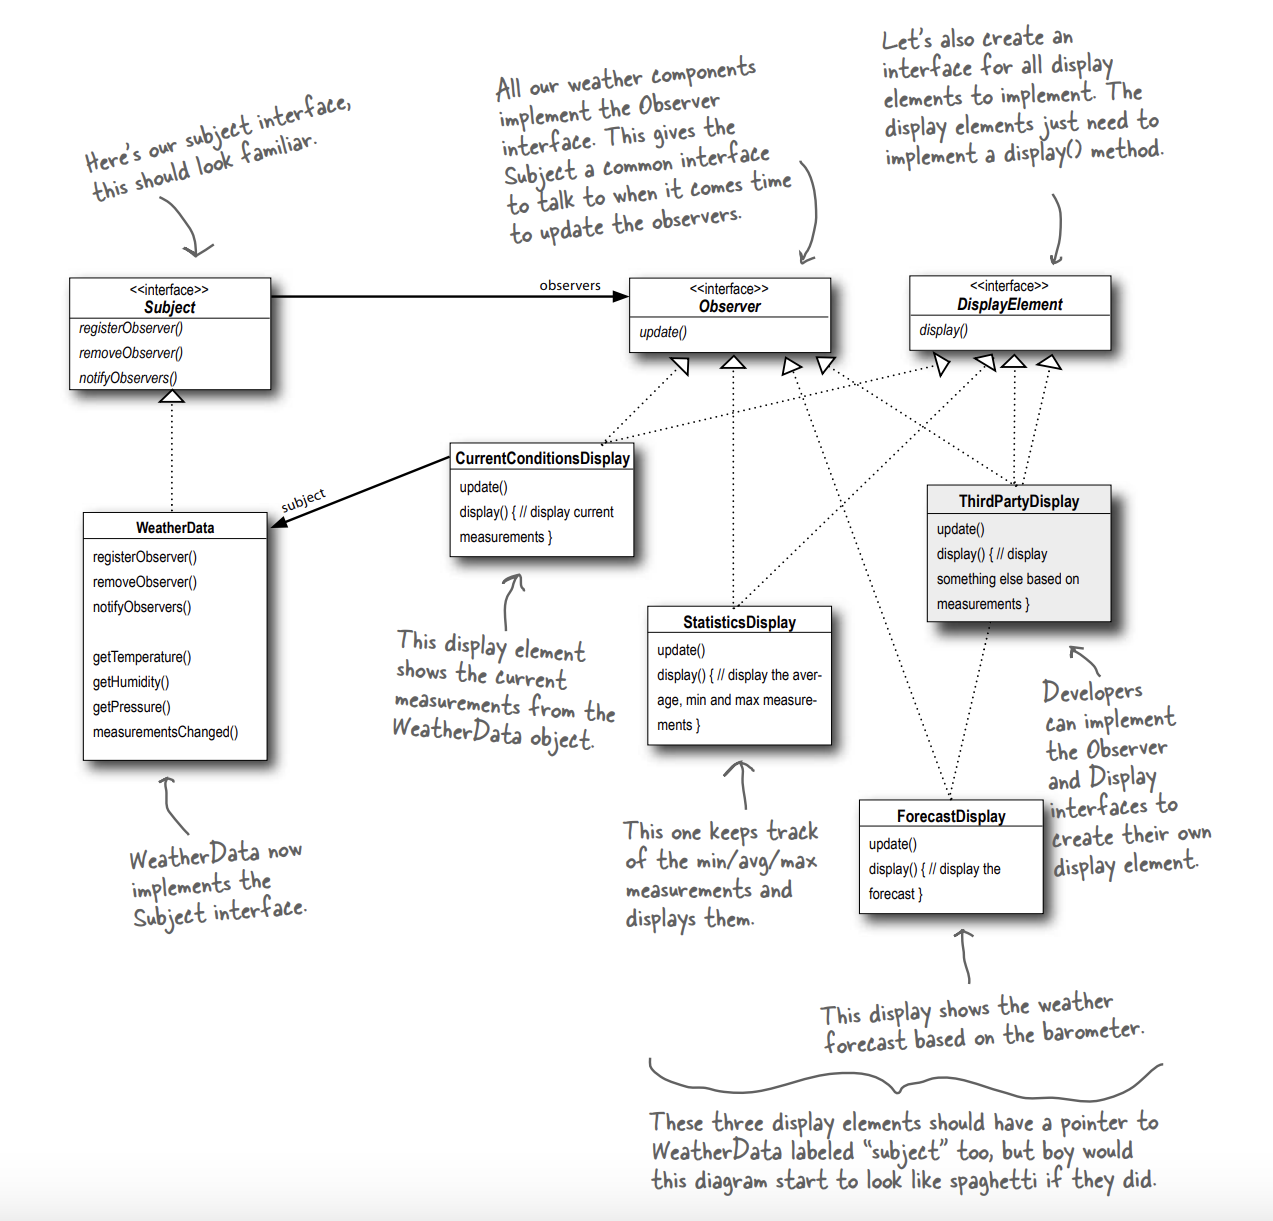 Here's our subject interface,
this should look familiar.
All our weather components
implement the Observer
interface. This gives the
Subject a common interface
to talk to when it comes time
to update the observers.
Let's also create an
interface for all display
elements to implement. The
display elements just need to
implement a display() method.
<<interface>>
Subject
registerObserver()
removeObserver()
notifyObservers()
observers
<<interface>>
Observer
update()
<<interface>>
DisplayElement
display()
subject
WeatherData
registerObserver()
removeObserver()
notifyObservers()
getTemperature()
getHumidity()
getPressure()
measurementsChanged()
WeatherData now
implements the
Subject interface.
CurrentConditionsDisplay
update()
display() { // display current
measurements }
This display element
shows the current
measurements from the
WeatherData object.
StatisticsDisplay
update()
display() { // display the aver-
age, min and max measure-
ments }
This one keeps track
of the min/avg/max
measurements and
displays them.
ThirdPartyDisplay
update()
display() { // display
something else based on
measurements }
Developers
can implement
the Observer
and Display
interfaces to
create their own
display element.
ForecastDisplay
update()
display() { // display the
forecast }
This display shows the weather
forecast based on the barometer.
These three display elements should have a pointer to
WeatherData labeled “subject” too, but boy would
this diagram start to look like spaghetti if they did.